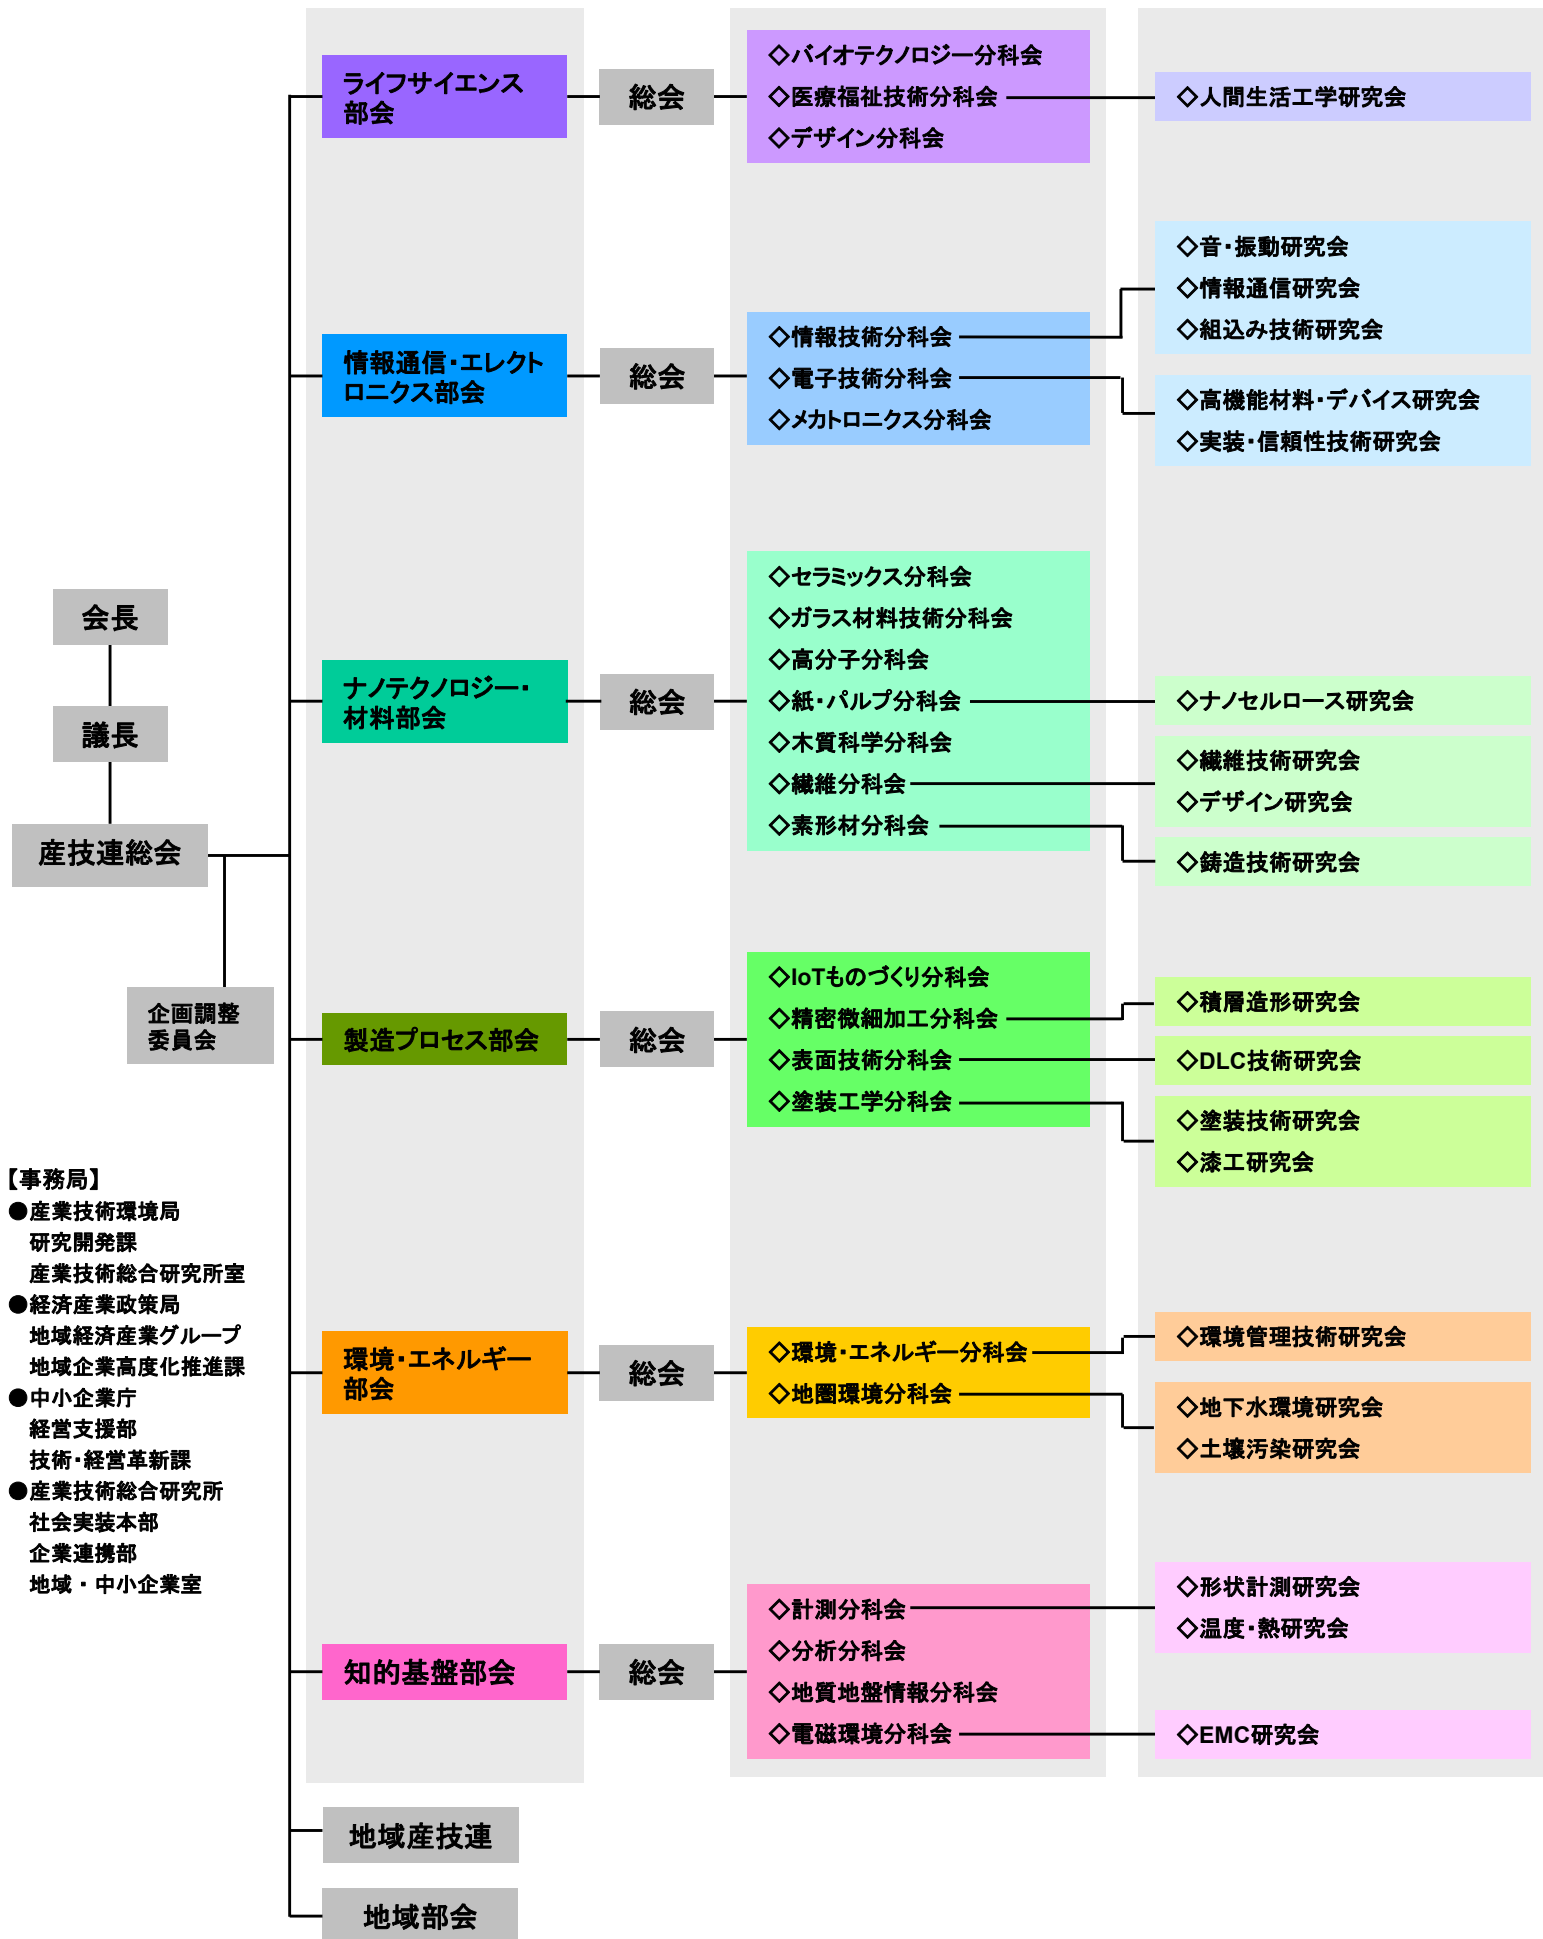 会長
議長
産技連総会
企画調整
委員会
【事務局】
●産業技術環境局
研究開発課
産業技術総合研究所室
●経済産業政策局
地域経済産業グループ
地域企業高度化推進課
●中小企業庁
経営支援部
技術・経営革新課
●産業技術総合研究所
社会実装本部
企業連携部
地域・中小企業室
ライフサイエンス
部会
総会
◇バイオテクノロジー分科会
◇医療福祉技術分科会
◇デザイン分科会
◇人間生活工学研究会
情報通信・エレクト
ロニクス部会
総会
◇情報技術分科会
◇電子技術分科会
◇メカトロニクス分科会
◇音・振動研究会
◇情報通信研究会
◇組込み技術研究会
◇高機能材料・デバイス研究会
◇実装・信頼性技術研究会
ナノテクノロジー・
材料部会
総会
◇セラミックス分科会
◇ガラス材料技術分科会
◇高分子分科会
◇紙・パルプ分科会
◇木質科学分科会
◇繊維分科会
◇素形材分科会
◇ナノセルロース研究会
◇繊維技術研究会
◇デザイン研究会
◇鋳造技術研究会
製造プロセス部会
総会
◇IoTものづくり分科会
◇精密微細加工分科会
◇表面技術分科会
◇塗装工学分科会
◇積層造形研究会
◇DLC技術研究会
◇塗装技術研究会
◇漆工研究会
環境・エネルギー
部会
総会
◇環境・エネルギー分科会
◇地圏環境分科会
◇環境管理技術研究会
◇地下水環境研究会
◇土壌汚染研究会
知的基盤部会
総会
◇計測分科会
◇分析分科会
◇地質地盤情報分科会
◇電磁環境分科会
◇形状計測研究会
◇温度・熱研究会
◇EMC研究会
地域産技連
地域部会